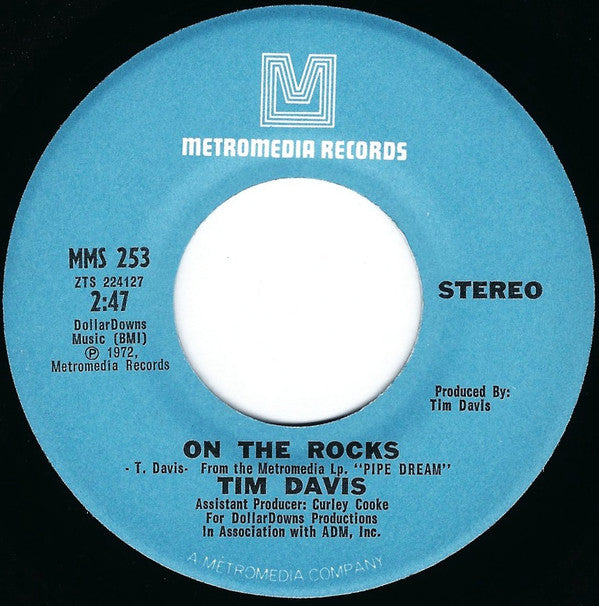 METROMEDIA RECORDS
MMS 253
ZTS 224127
2:47
DollarDowns
Music (BMI)
℗ 1972,
Metromedia Records
STEREO
Produced By:
Tim Davis
ON THE ROCKS
- T. Davis- From the Metromedia Lp. "PIPE DREAM"
TIM DAVIS
Assistant Producer: Curley Cooke
For DollarDowns Productions
In Association with ADM, Inc.
A METROMEDIA COMPANY